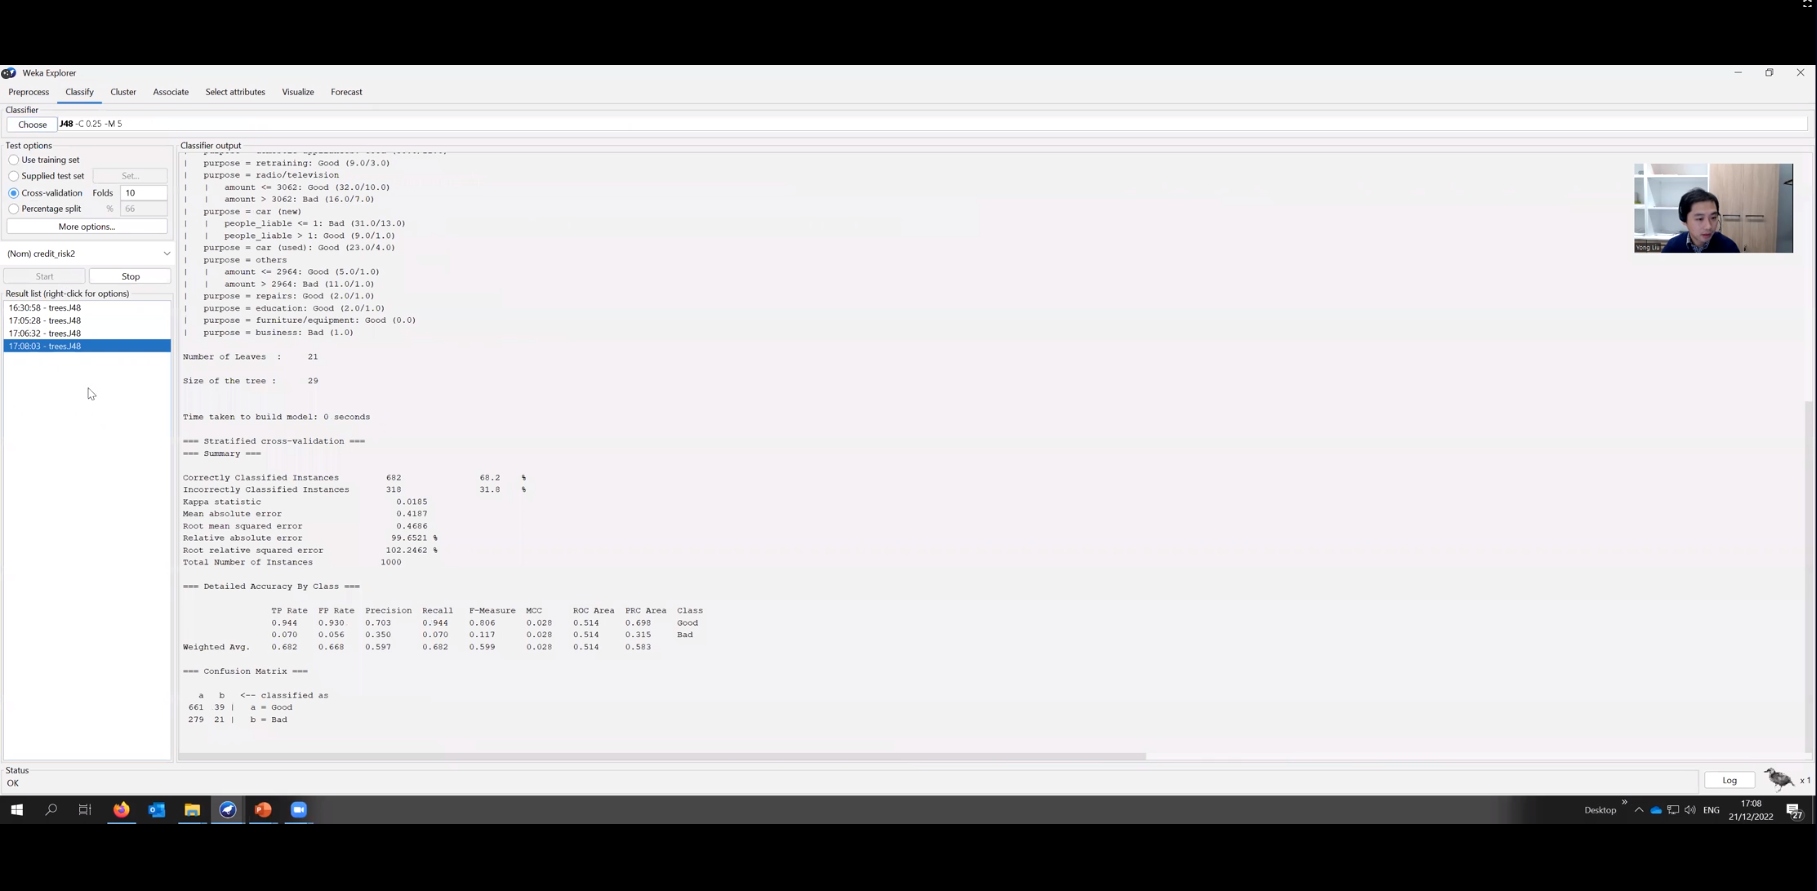 Weka Explorer
Preprocess Classify Cluster Associate Select attributes Visualize Forecast
Classifier
Choose J48 -C 0.25 -M 5
Test options
Use training set
Supplied test set Set...
Cross-validation Folds 10
Percentage split % 66
More options...
(Nom) credit_risk2
Start Stop
Result list (right-click for options)
16:30:58 - trees.J48
17:05:28 - trees.J48
17:06:32 - trees.J48
17:08:03 - trees.J48
Classifier output
| purpose = retraining: Good (9.0/3.0)
| purpose = radio/television
| | amount <= 3062: Good (32.0/10.0)
| | amount > 3062: Bad (16.0/7.0)
| purpose = car (new)
| | people_liable <= 1: Bad (31.0/13.0)
| | people_liable > 1: Good (9.0/1.0)
| purpose = car (used): Good (23.0/4.0)
| purpose = others
| | amount <= 2964: Good (5.0/1.0)
| | amount > 2964: Bad (11.0/1.0)
| purpose = repairs: Good (2.0/1.0)
| purpose = education: Good (2.0/1.0)
| purpose = furniture/equipment: Good (0.0)
| purpose = business: Bad (1.0)
Number of Leaves : 21
Size of the tree : 29
Time taken to build model: 0 seconds
=== Stratified cross-validation ===
=== Summary ===
Correctly Classified Instances 682 68.2 %
Incorrectly Classified Instances 318 31.8 %
Kappa statistic 0.0185
Mean absolute error 0.4187
Root mean squared error 0.4686
Relative absolute error 99.6521 %
Root relative squared error 102.2462 %
Total Number of Instances 1000
=== Detailed Accuracy By Class ===
TP Rate FP Rate Precision Recall F-Measure MCC ROC Area PRC Area Class
0.944 0.930 0.703 0.944 0.806 0.028 0.514 0.698 Good
0.070 0.056 0.350 0.070 0.117 0.028 0.514 0.315 Bad
Weighted Avg. 0.682 0.668 0.597 0.682 0.599 0.028 0.514 0.583
=== Confusion Matrix ===
a b <-- classified as
661 39 | a = Good
279 21 | b = Bad
Status
OK
Log
x 1
Desktop
ENG
17:08
21/12/2022
27